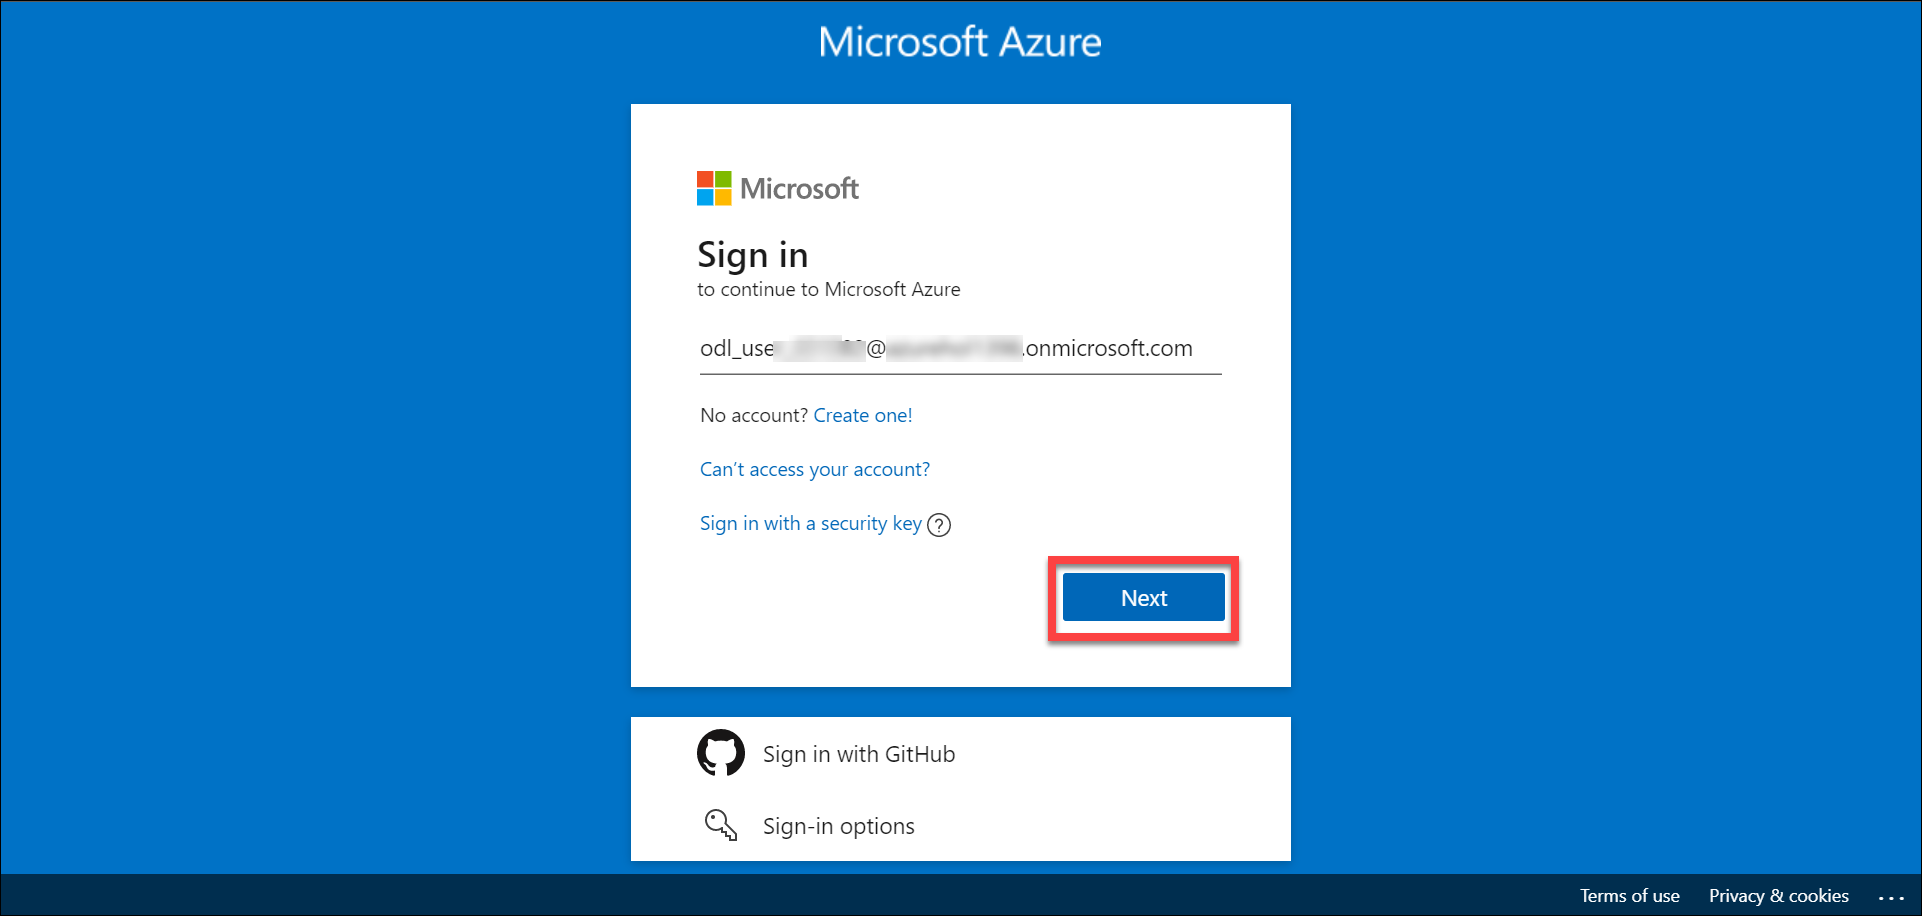 Microsoft Azure
Microsoft
Sign in
to continue to Microsoft Azure
odl_use @ .onmicrosoft.com
No account? Create one!
Can't access your account?
Sign in with a security key ?
Next
Sign in with GitHub
Sign-in options
Terms of use Privacy & cookies ...